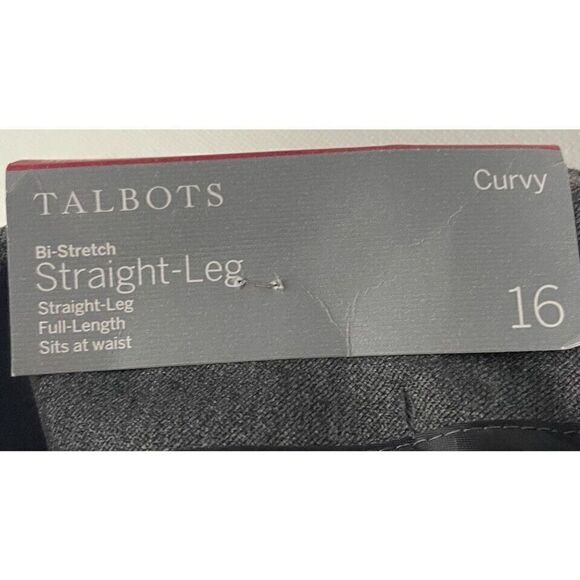 TALBOTS
Curvy
Bi-Stretch
Straight-Leg
Straight-Leg
Full-Length
Sits at waist
16